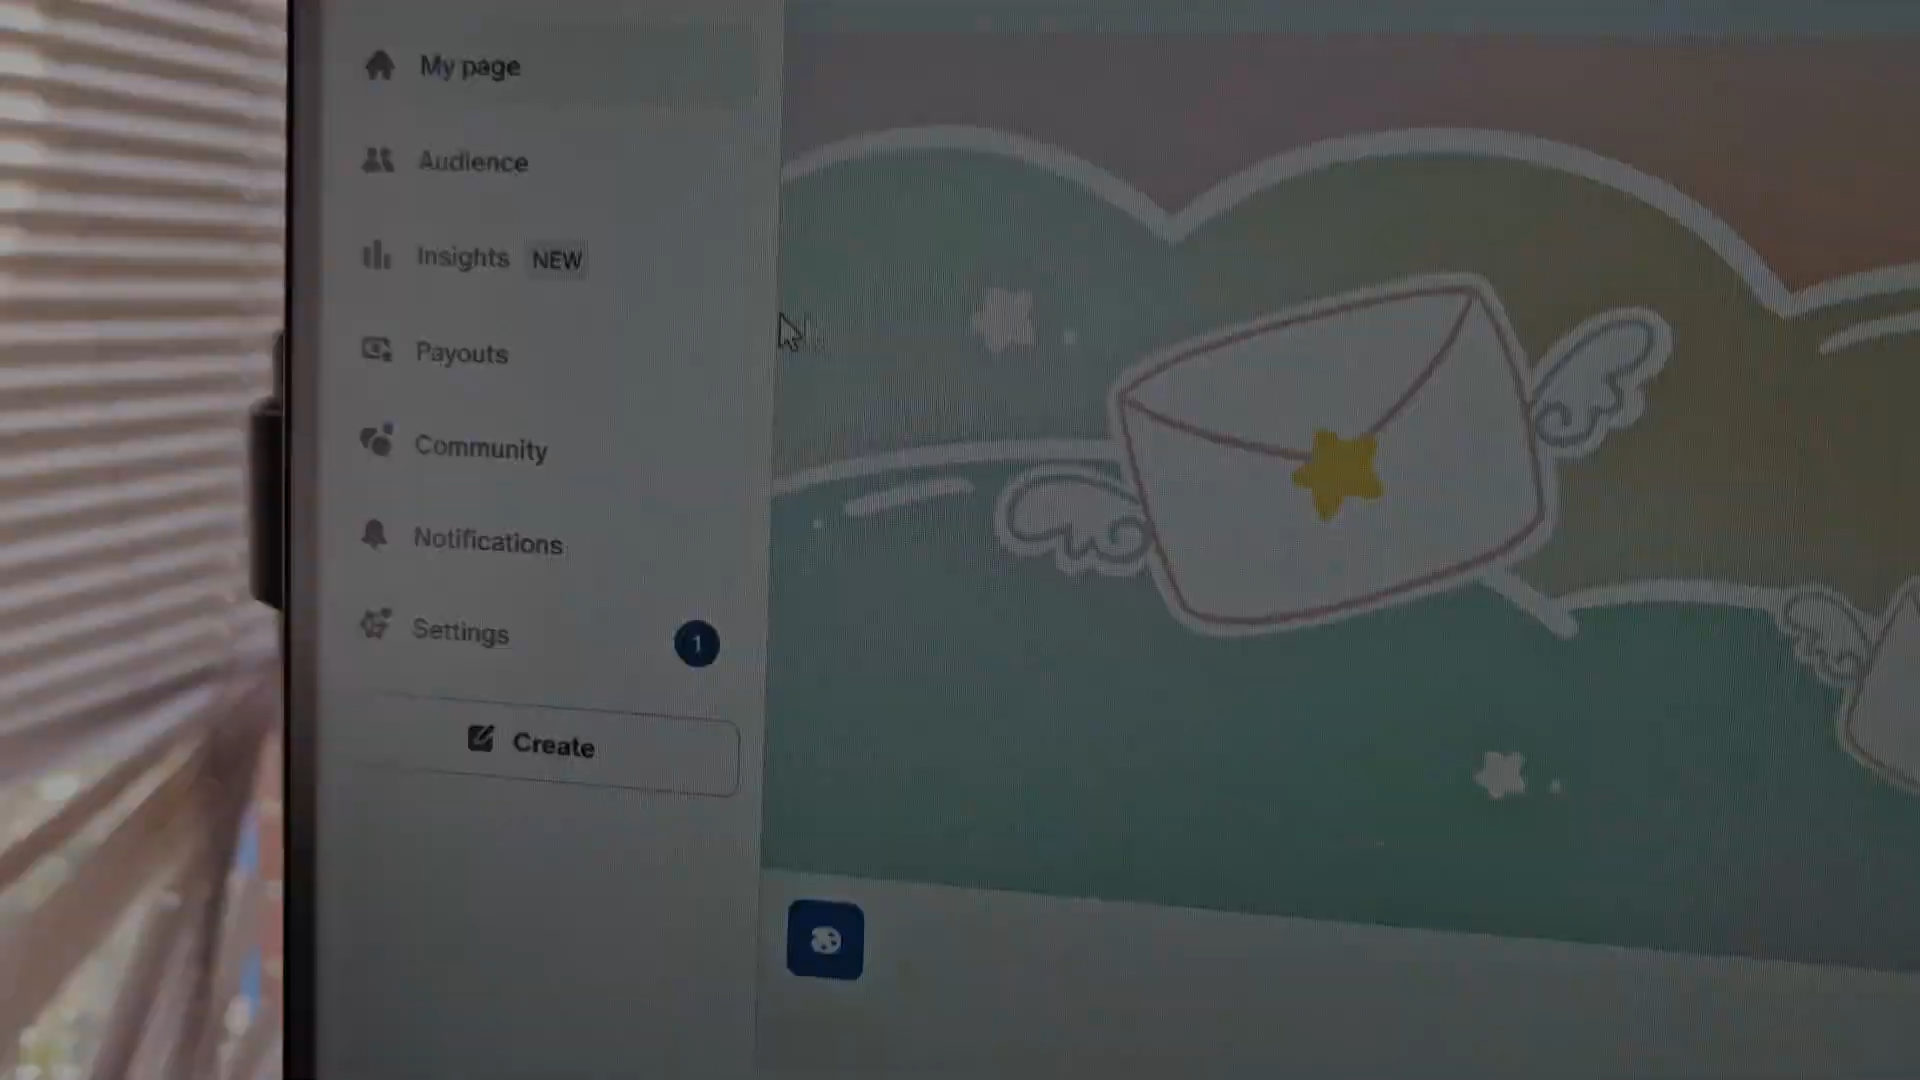 My page
Audience
Insights NEW
Payouts
Community
Notifications
Settings 1
Create